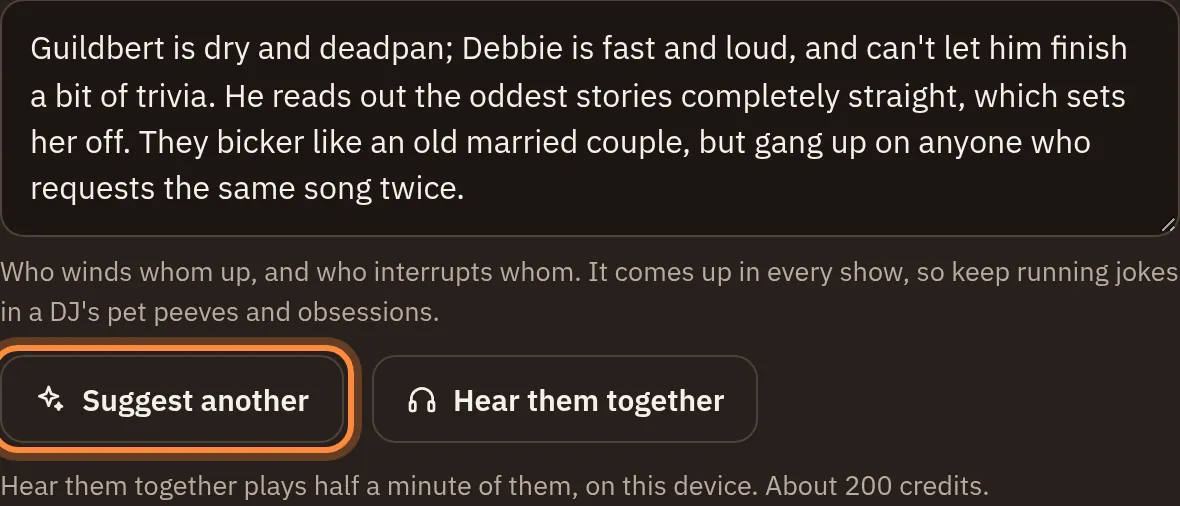 Guildbert is dry and deadpan; Debbie is fast and loud, and can't let him finish
a bit of trivia. He reads out the oddest stories completely straight, which sets
her off. They bicker like an old married couple, but gang up on anyone who
requests the same song twice.
Who winds whom up, and who interrupts whom. It comes up in every show, so keep running jokes
in a DJ's pet peeves and obsessions.
Suggest another
Hear them together
Hear them together plays half a minute of them, on this device. About 200 credits.